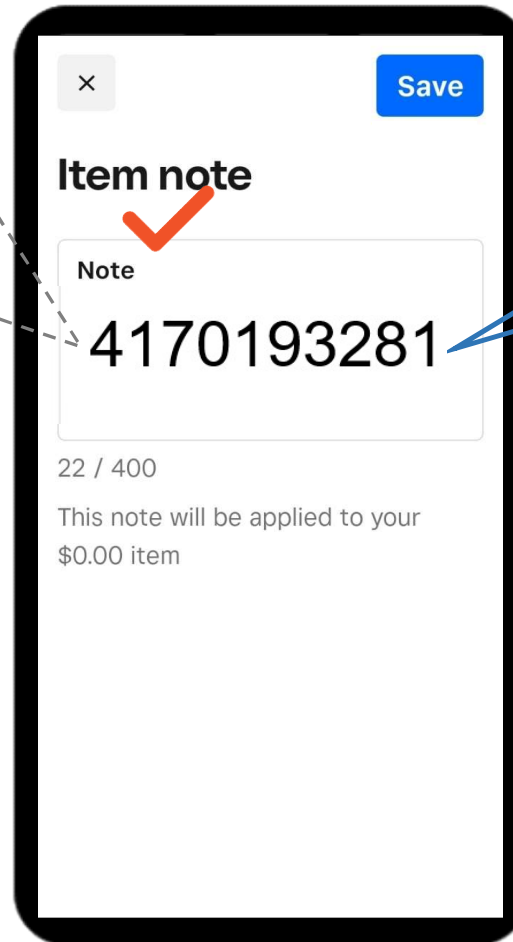 ×
Save
Item note
Note
4170193281
22 / 400
This note will be applied to your
$0.00 item